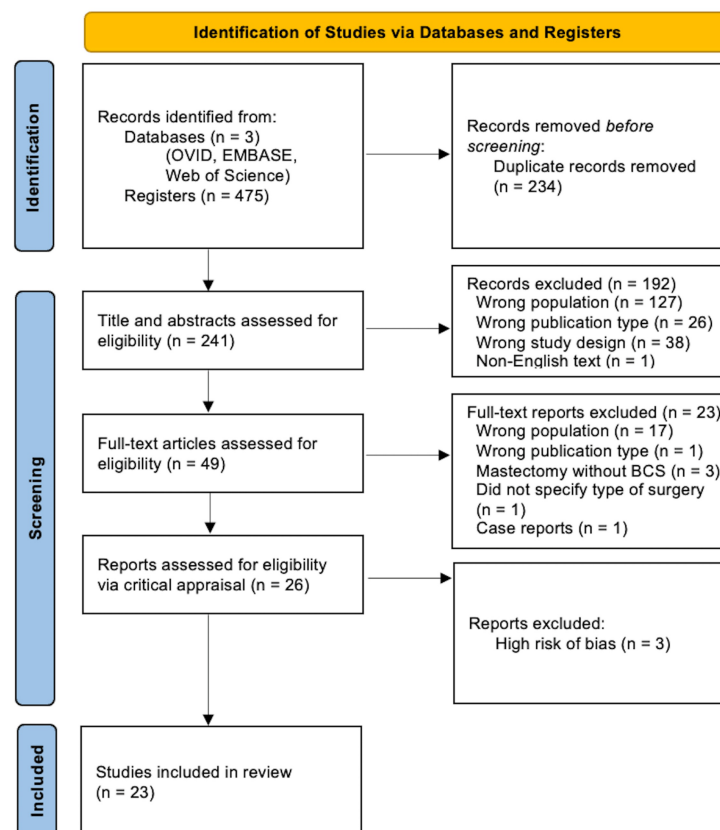 Identification of Studies via Databases and Registers
Identification
Records identified from:
Databases (n = 3)
(OVID, EMBASE,
Web of Science)
Registers (n = 475)
Records removed before
screening:
Duplicate records removed
(n = 234)
Screening
Title and abstracts assessed for
eligibility (n = 241)
Records excluded (n = 192)
Wrong population (n = 127)
Wrong publication type (n = 26)
Wrong study design (n = 38)
Non-English text (n = 1)
Full-text articles assessed for
eligibility (n = 49)
Full-text reports excluded (n = 23)
Wrong population (n = 17)
Wrong publication type (n = 1)
Mastectomy without BCS (n = 3)
Did not specify type of surgery
(n = 1)
Case reports (n = 1)
Reports assessed for eligibility
via critical appraisal (n = 26)
Reports excluded:
High risk of bias (n = 3)
Included
Studies included in review
(n = 23)